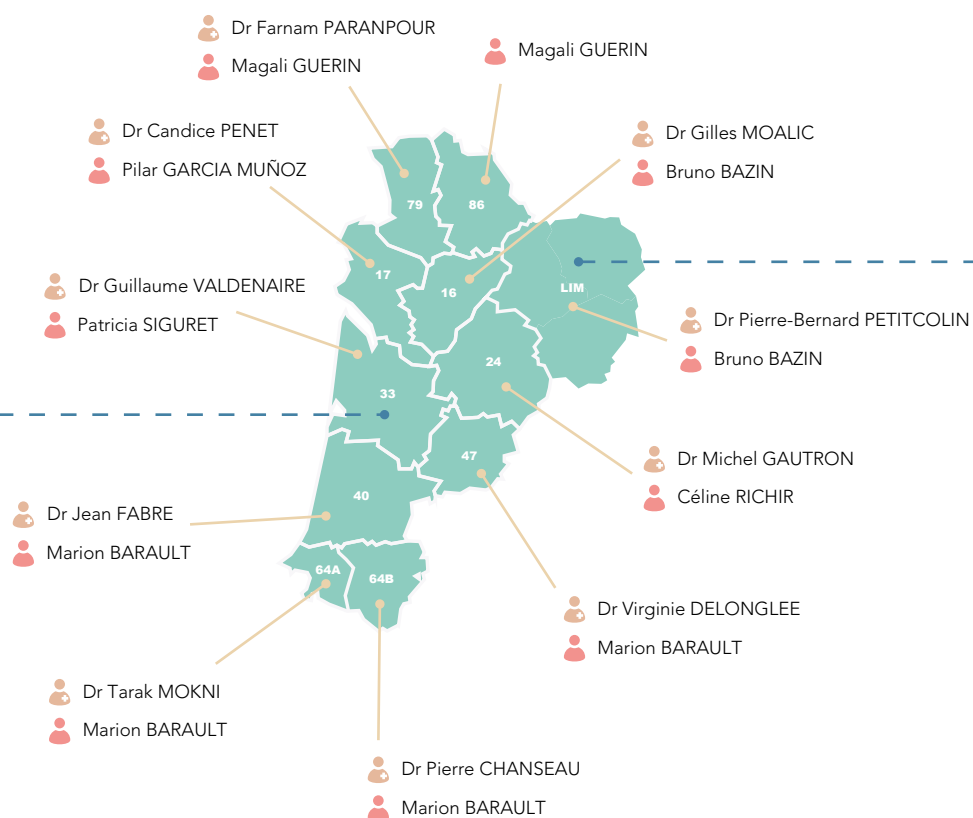 Dr Farnam PARANPOUR
Magali GUERIN
Magali GUERIN
Dr Candice PENET
Pilar GARCIA MUÑOZ
Dr Gilles MOALIC
Bruno BAZIN
79
86
17
16
LIM
Dr Guillaume VALDENAIRE
Patricia SIGURET
Dr Pierre-Bernard PETITCOLIN
Bruno BAZIN
24
33
47
Dr Michel GAUTRON
Céline RICHIR
40
Dr Jean FABRE
Marion BARAULT
64A
64B
Dr Virginie DELONGLEE
Marion BARAULT
Dr Tarak MOKNI
Marion BARAULT
Dr Pierre CHANSEAU
Marion BARAULT